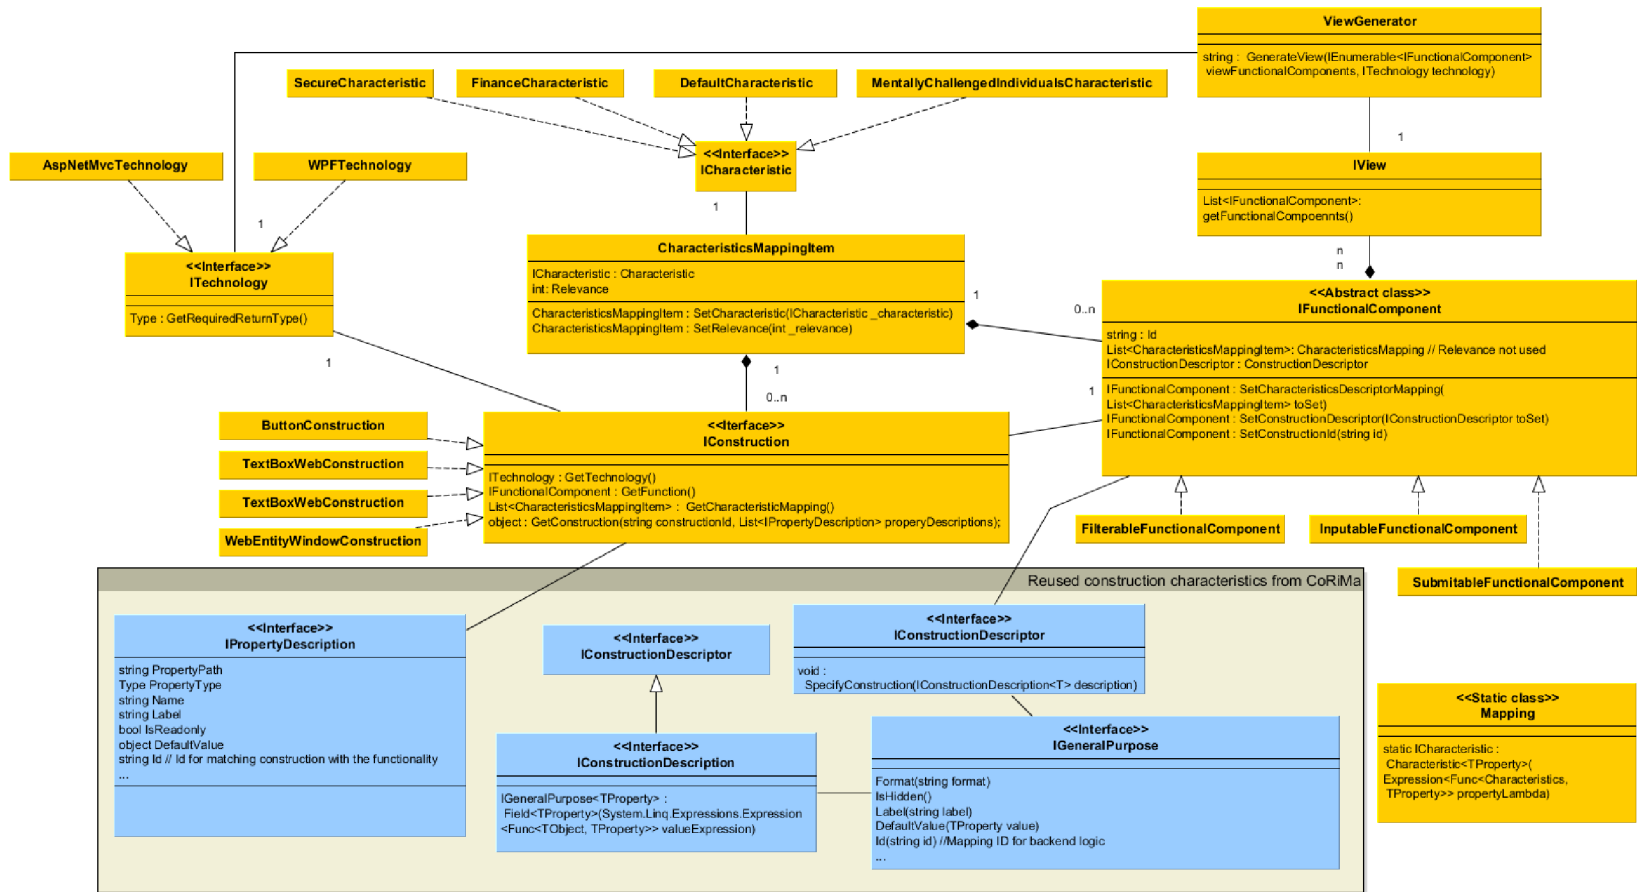 ViewGenerator
string : GenerateView(IEnumerable<IFunctionalComponent>
viewFunctionalComponents, ITechnology technology)
SecureCharacteristic
FinanceCharacteristic
DefaultCharacteristic
MentallyChallengedIndividualsCharacteristic
1
<<Interface>>
ICharacteristic
AspNetMvcTechnology
WPFTechnology
IView
List<IFunctionalComponent>:
getFunctionalCompoennts()
1
1
<<Interface>>
ITechnology
Type : GetRequiredReturnType()
CharacteristicsMappingItem
ICharacteristic : Characteristic
int: Relevance
CharacteristicsMappingItem : SetCharacteristic(ICharacteristic _characteristic)
CharacteristicsMappingItem : SetRelevance(int _relevance)
n
n
1
0..n
<<Abstract class>>
IFunctionalComponent
string : Id
List<CharacteristicsMappingItem>: CharacteristicsMapping // Relevance not used
IConstructionDescriptor : ConstructionDescriptor
IFunctionalComponent : SetCharacteristicsDescriptorMapping(
List<CharacteristicsMappingItem> toSet)
IFunctionalComponent : SetConstructionDescriptor(IConstructionDescriptor toSet)
IFunctionalComponent : SetConstructionId(string id)
1
1
0..n
1
ButtonConstruction
TextBoxWebConstruction
TextBoxWebConstruction
WebEntityWindowConstruction
<<Iterface>>
IConstruction
ITechnology : GetTechnology()
IFunctionalComponent : GetFunction()
List<CharacteristicsMappingItem> : GetCharacteristicMapping()
object : GetConstruction(string constructionId, List<IPropertyDescription> properyDescriptions);
FilterableFunctionalComponent
InputableFunctionalComponent
SubmitableFunctionalComponent
Reused construction characteristics from CoRiMa
<<Interface>>
IPropertyDescription
string PropertyPath
Type PropertyType
string Name
string Label
bool IsReadonly
object DefaultValue
string Id // Id for matching construction with the functionality
...
<<Interface>>
IConstructionDescriptor
<<Interface>>
IConstructionDescriptor
void :
SpecifyConstruction(IConstructionDescription<T> description)
<<Interface>>
IConstructionDescription
IGeneralPurpose<TProperty> :
Field<TProperty>(System.Linq.Expressions.Expression
<Func<TObject, TProperty>> valueExpression)
<<Interface>>
IGeneralPurpose
Format(string format)
IsHidden()
Label(string label)
DefaultValue(TProperty value)
Id(string id) //Mapping ID for backend logic
...
<<Static class>>
Mapping
static ICharacteristic :
Characteristic<TProperty>(
Expression<Func<Characteristics,
TProperty>> propertyLambda)